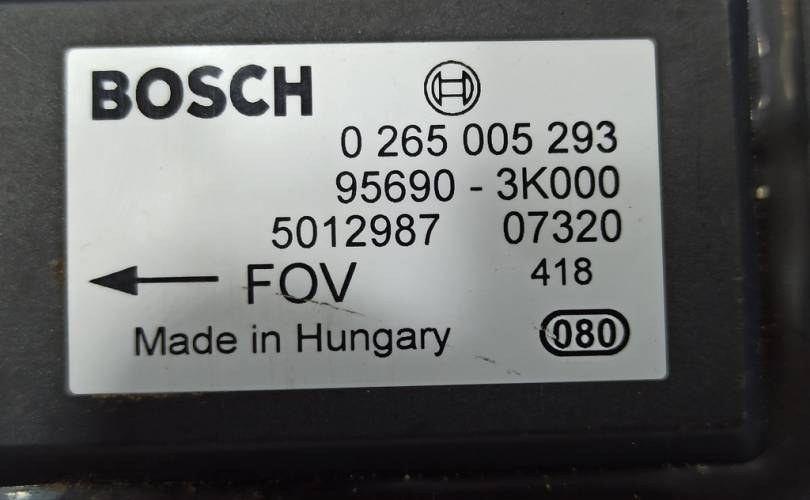 BOSCH
0 265 005 293
95690 - 3K000
5012987 07320
FOV 418
Made in Hungary 080